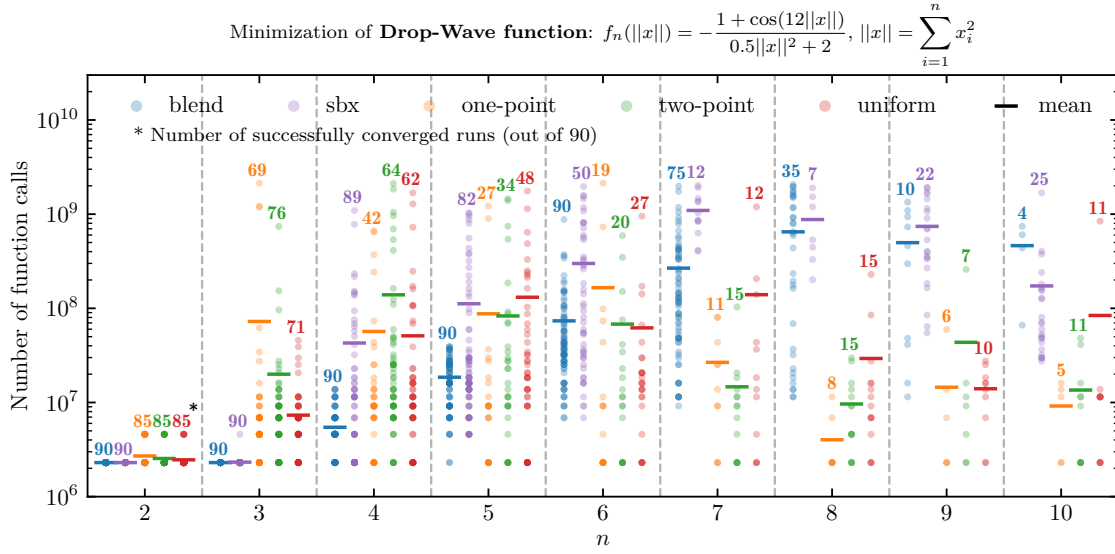 Minimization of Drop-Wave function: f_n(||x||) = -\frac{1 + cos(12||x||)}{0.5||x||^2 + 2}, ||x|| = \sum_{i=1}^{n} x_i^2
blend sbx one-point two-point uniform mean
* Number of successfully converged runs (out of 90)
Number of function calls
10^10
10^9
10^8
10^7
10^6
90 90 85 85 85 *
90 90 69 76 71
90 89 42 64 62
90 82 27 34 48
90 50 19 20 27
75 12 11 15 12
35 7 8 15 15
10 22 6 7 10
4 25 5 11 11
2 3 4 5 6 7 8 9 10
n